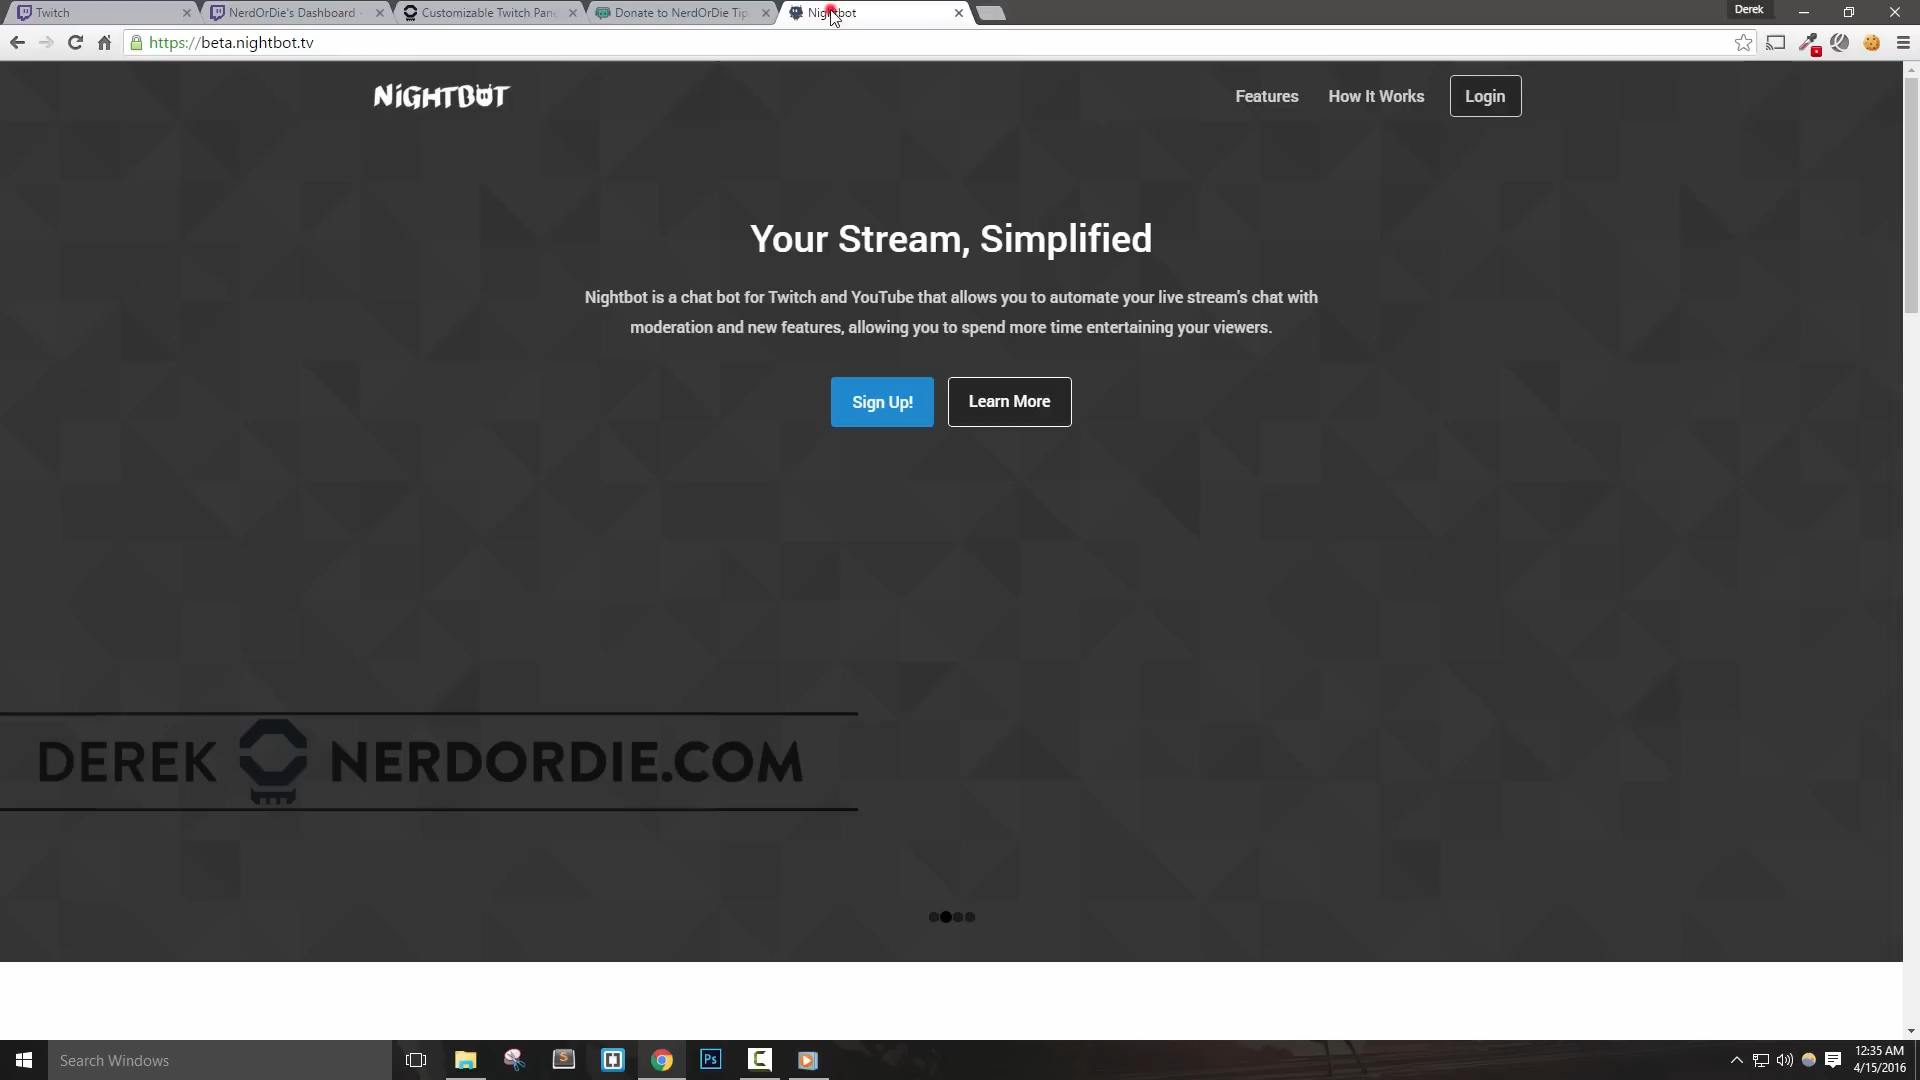 Twitch
NerdOrDie's Dashboard
Customizable Twitch Pane
Donate to NerdOrDie Tip
Nightbot
Derek
https://beta.nightbot.tv
NiGHTBOT
Features
How It Works
Login
Your Stream, Simplified
Nightbot is a chat bot for Twitch and YouTube that allows you to automate your live stream's chat with
moderation and new features, allowing you to spend more time entertaining your viewers.
Sign Up!
Learn More
DEREK NERDORDIE.COM
Search Windows
S
Ps
12:35 AM
4/15/2016